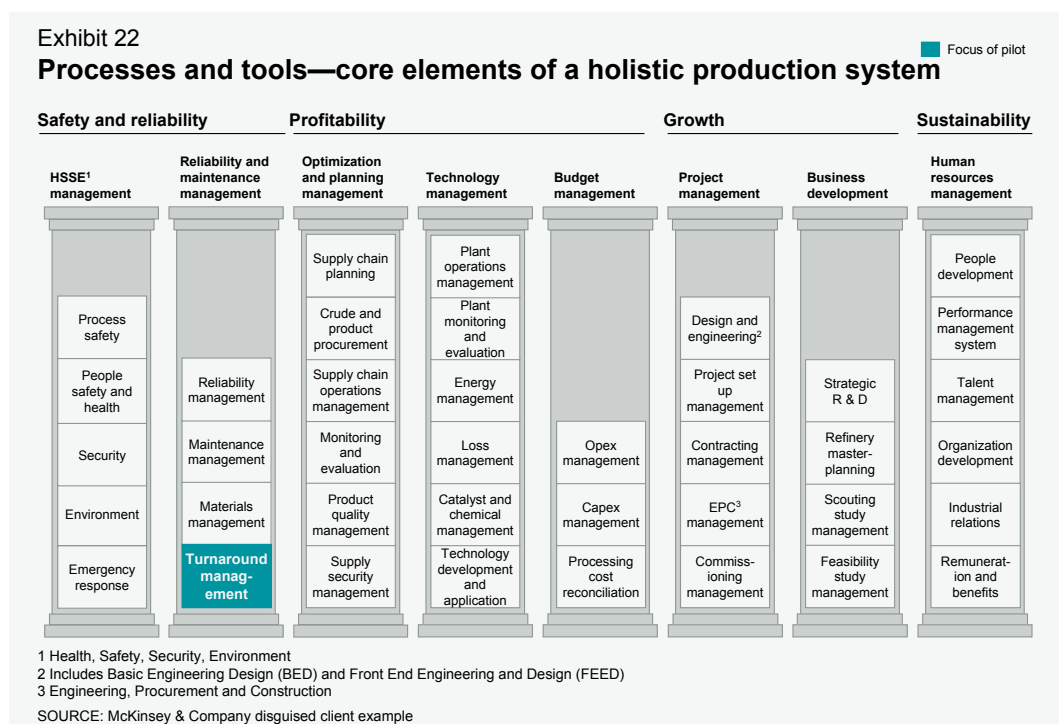 Exhibit 22
Focus of pilot
Processes and tools—core elements of a holistic production system
Safety and reliability
Profitability
Growth
Sustainability
HSSE1
management
Reliability and
maintenance
management
Optimization
and planning
management
Technology
management
Budget
management
Project
management
Business
development
Human
resources
management
Process
safety
People
safety and
health
Security
Environment
Emergency
response
Reliability
management
Maintenance
management
Materials
management
Turnaround
manag-
ement
Supply chain
planning
Crude and
product
procurement
Supply chain
operations
management
Monitoring
and
evaluation
Product
quality
management
Supply
security
management
Plant
operations
management
Plant
monitoring
and
evaluation
Energy
management
Loss
management
Catalyst and
chemical
management
Technology
development
and
application
Opex
management
Capex
management
Processing
cost
reconciliation
Design and
engineering2
Project set
up
management
Contracting
management
EPC3
management
Commiss-
ioning
management
Strategic
R & D
Refinery
master-
planning
Scouting
study
management
Feasibility
study
management
People
development
Performance
management
system
Talent
management
Organization
development
Industrial
relations
Remunerat-
ion and
benefits
1 Health, Safety, Security, Environment
2 Includes Basic Engineering Design (BED) and Front End Engineering and Design (FEED)
3 Engineering, Procurement and Construction
SOURCE: McKinsey & Company disguised client example